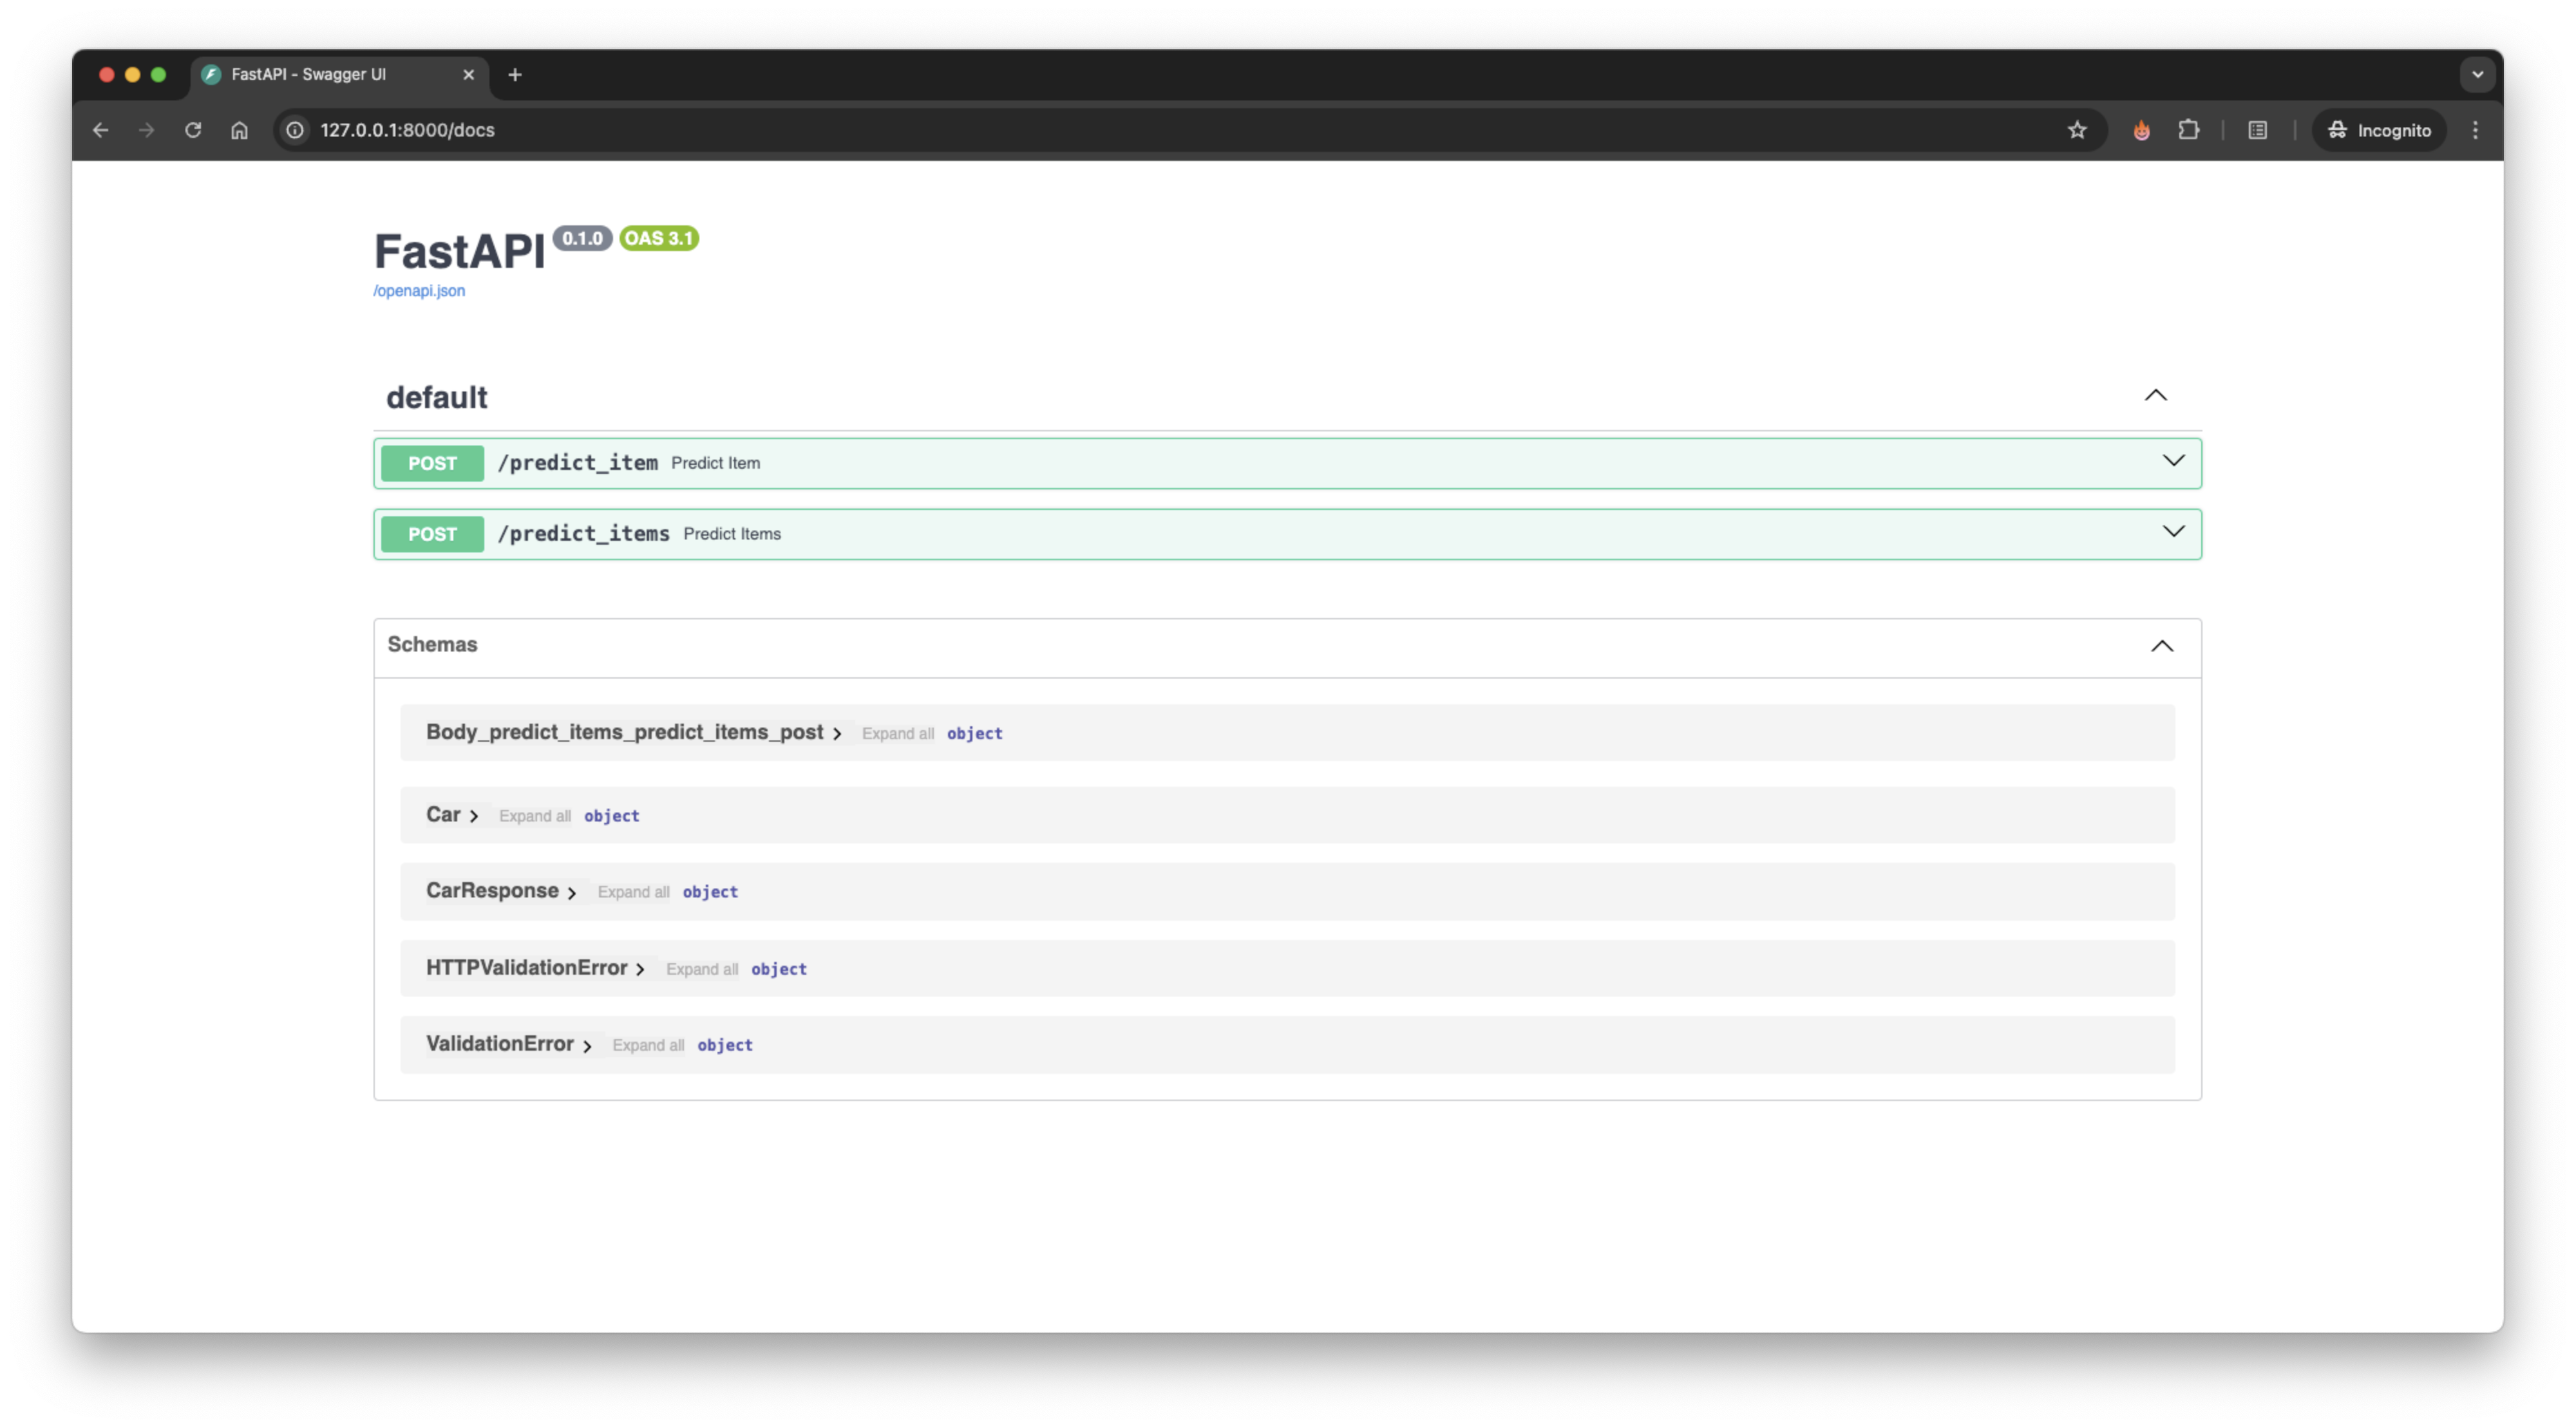 FastAPI - Swagger UI
127.0.0.1:8000/docs
Incognito
FastAPI 0.1.0 OAS 3.1
/openapi.json
default
POST /predict_item Predict Item
POST /predict_items Predict Items
Schemas
Body_predict_items_predict_items_post Expand all object
Car Expand all object
CarResponse Expand all object
HTTPValidationError Expand all object
ValidationError Expand all object